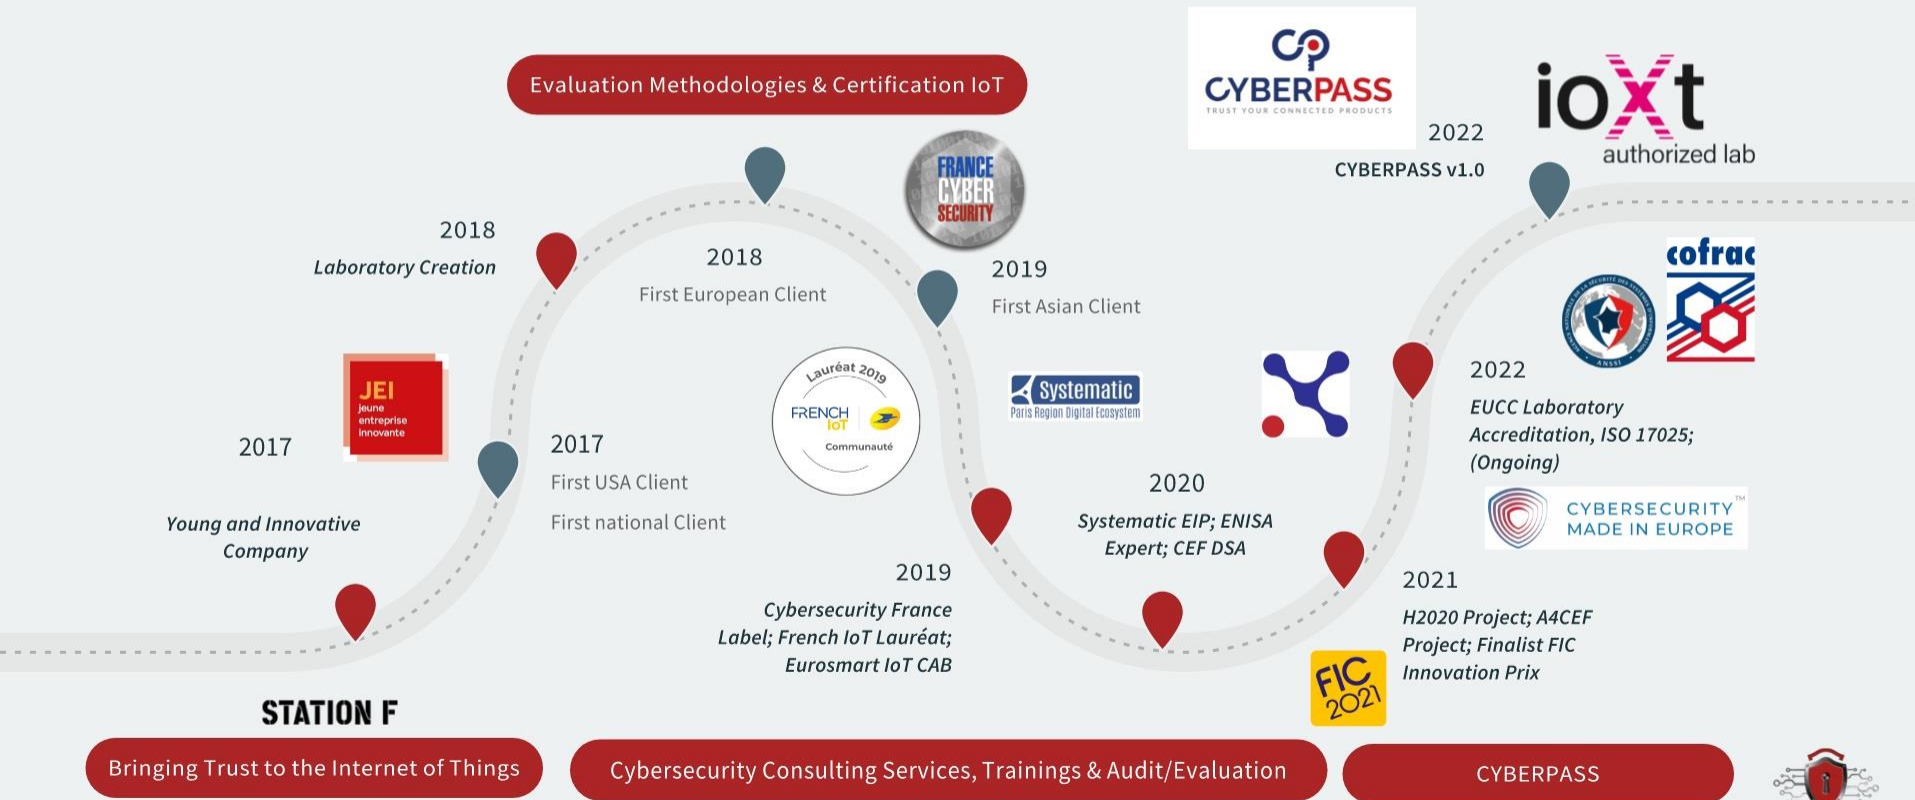 Evaluation Methodologies & Certification IoT
CP
CYBERPASS
TRUST YOUR CONNECTED PRODUCTS
2022
CYBERPASS v1.0
ioXt
authorized lab
FRANCE
CYBER
SECURITY
2018
Laboratory Creation
2018
First European Client
2019
First Asian Client
cofrac
ANSSI
JEI
jeune
entreprise
innovante
2017
Young and Innovative
Company
2017
First USA Client
First national Client
Lauréat 2019
FRENCH
IoT
Communauté
Systematic
Paris Region Digital Ecosystem
2022
EUCC Laboratory
Accreditation, ISO 17025;
(Ongoing)
CYBERSECURITY™
MADE IN EUROPE
2020
Systematic EIP; ENISA
Expert; CEF DSA
2019
Cybersecurity France
Label; French IoT Lauréat;
Eurosmart IoT CAB
2021
H2020 Project; A4CEF
Project; Finalist FIC
Innovation Prix
FIC
2021
STATION F
Bringing Trust to the Internet of Things
Cybersecurity Consulting Services, Trainings & Audit/Evaluation
CYBERPASS